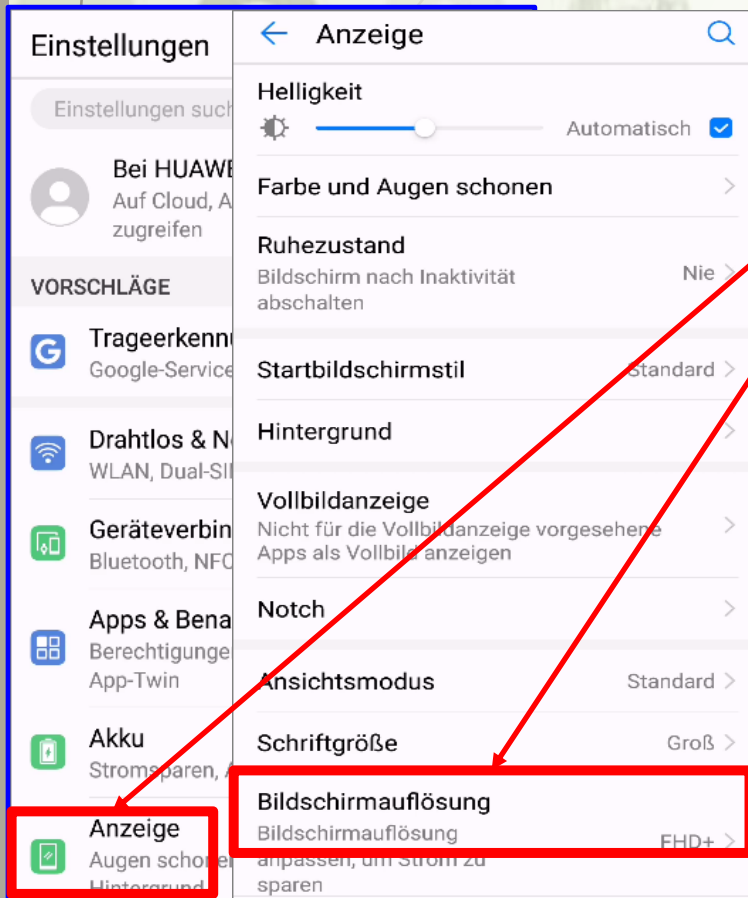 Einstellungen
Einstellungen such
Bei HUAWE
Auf Cloud, A
zugreifen
VORSCHLÄGE
Trageerkennu
Google-Service
Drahtlos & N
WLAN, Dual-SI
Geräteverbin
Bluetooth, NFC
Apps & Bena
Berechtigunge
App-Twin
Akku
Stromsparen, A
Anzeige
Augen schonen
Hintergrund
Anzeige
Helligkeit
Automatisch
Farbe und Augen schonen
Ruhezustand
Bildschirm nach Inaktivität
abschalten
Nie
Startbildschirmstil
Standard
Hintergrund
Vollbildanzeige
Nicht für die Vollbildanzeige vorgesehene
Apps als Vollbild anzeigen
Notch
Ansichtsmodus
Standard
Schriftgröße
Groß
Bildschirmauflösung
Bildschirmauflösung
anpassen, um Strom zu
sparen
FHD+